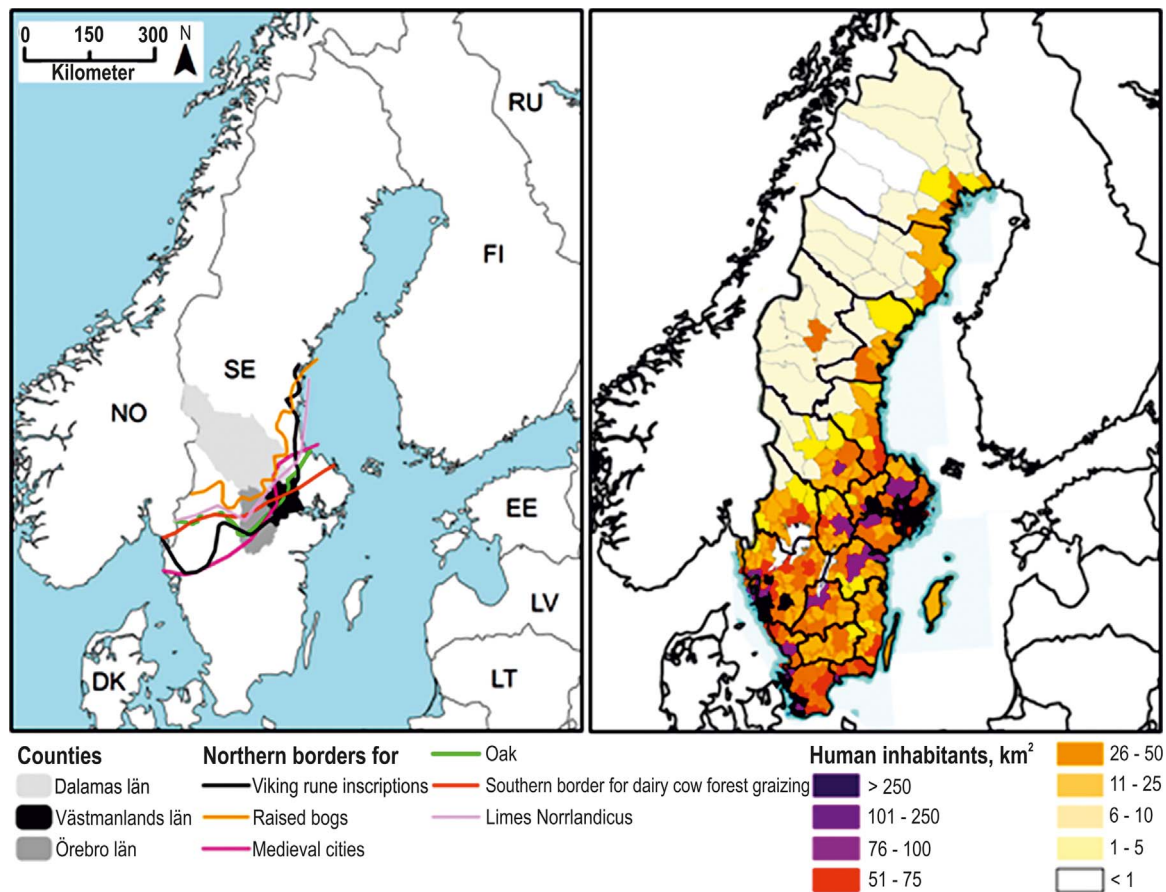 0 150 300
Kilometer
N
RU
FI
SE
NO
EE
LV
LT
DK
Counties
Dalamas län
Västmanlands län
Örebro län
Northern borders for
Viking rune inscriptions
Raised bogs
Medieval cities
Oak
Southern border for dairy cow forest graizing
Limes Norrlandicus
Human inhabitants, km²
> 250
101 - 250
76 - 100
51 - 75
26 - 50
11 - 25
6 - 10
1 - 5
< 1